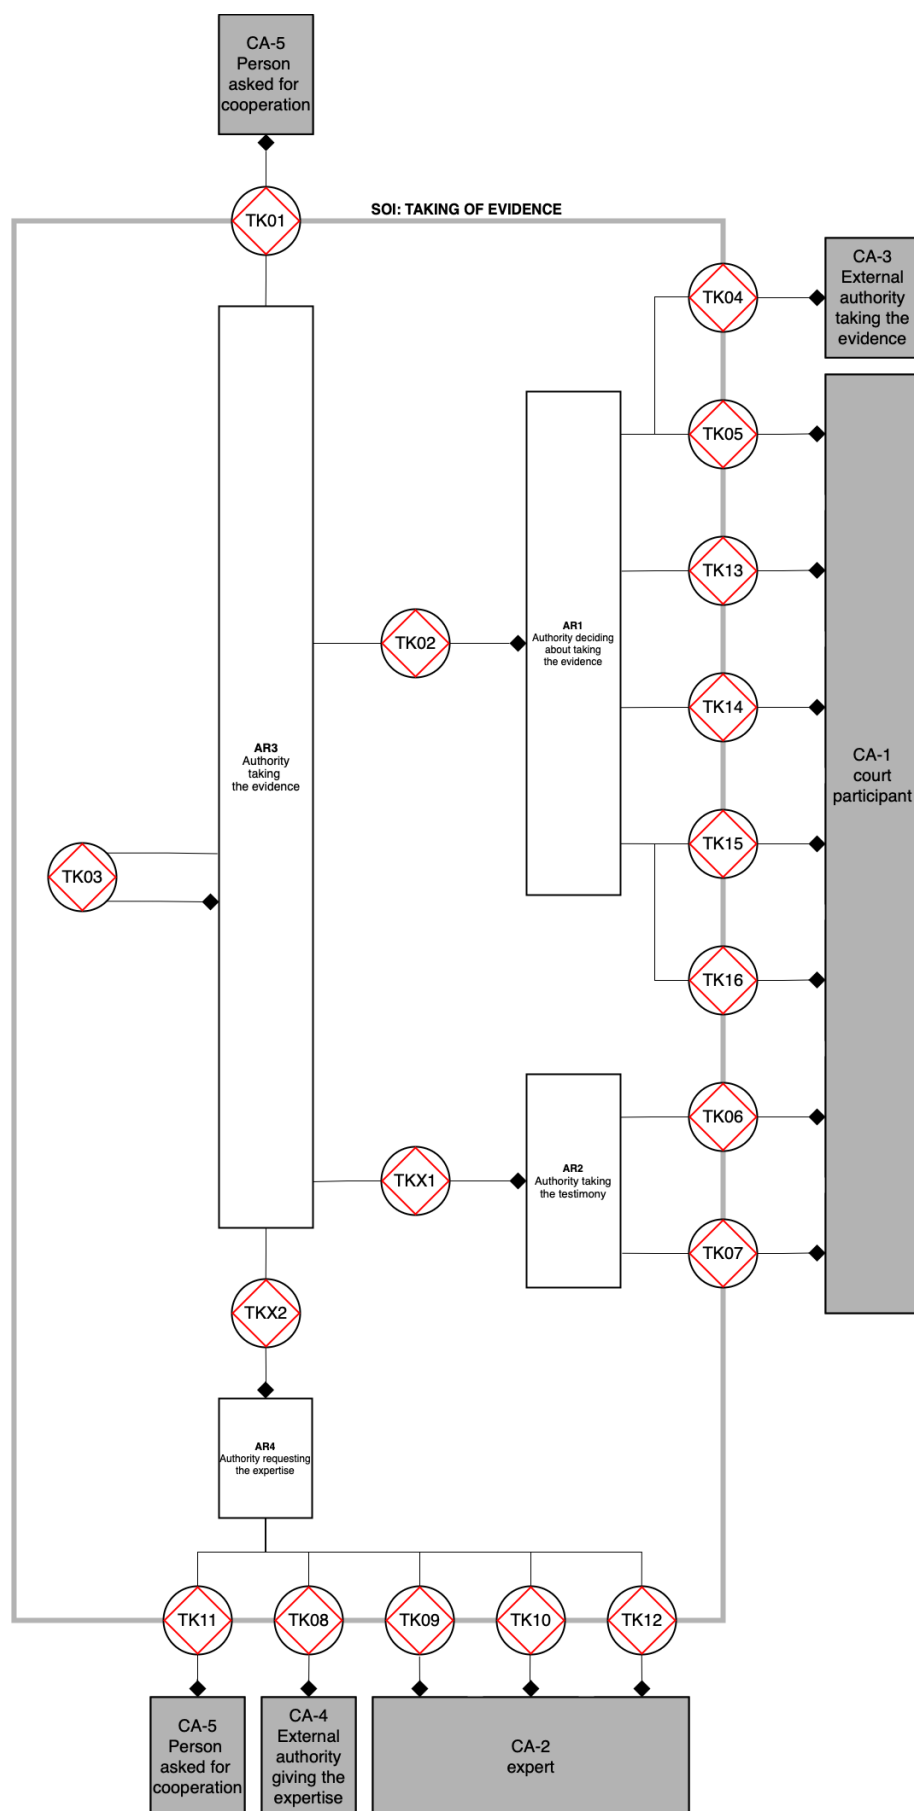 CA-5
Person
asked for
cooperation
TK01
SOI: TAKING OF EVIDENCE
TK04
CA-3
External
authority
taking the
evidence
TK05
TK13
AR1
Authority deciding
about taking
the evidence
TK02
TK14
AR3
Authority
taking
the evidence
CA-1
court
participant
TK15
TK03
TK16
TK06
AR2
Authority taking
the testimony
TKX1
TK07
TKX2
AR4
Authority requesting
the expertise
TK11
TK08
TK09
TK10
TK12
CA-5
Person
asked for
cooperation
CA-4
External
authority
giving the
expertise
CA-2
expert